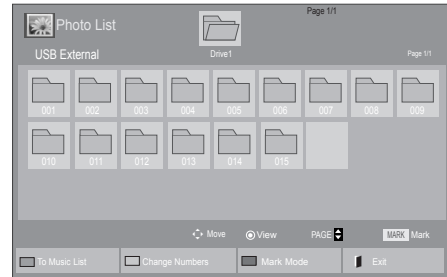 Photo List
Page 1/1
USB External
Drive1
Page 1/1
001 002 003 004 005 006 007 008 009
010 011 012 013 014 015
Move View PAGE MARK Mark
To Music List Change Numbers Mark Mode Exit